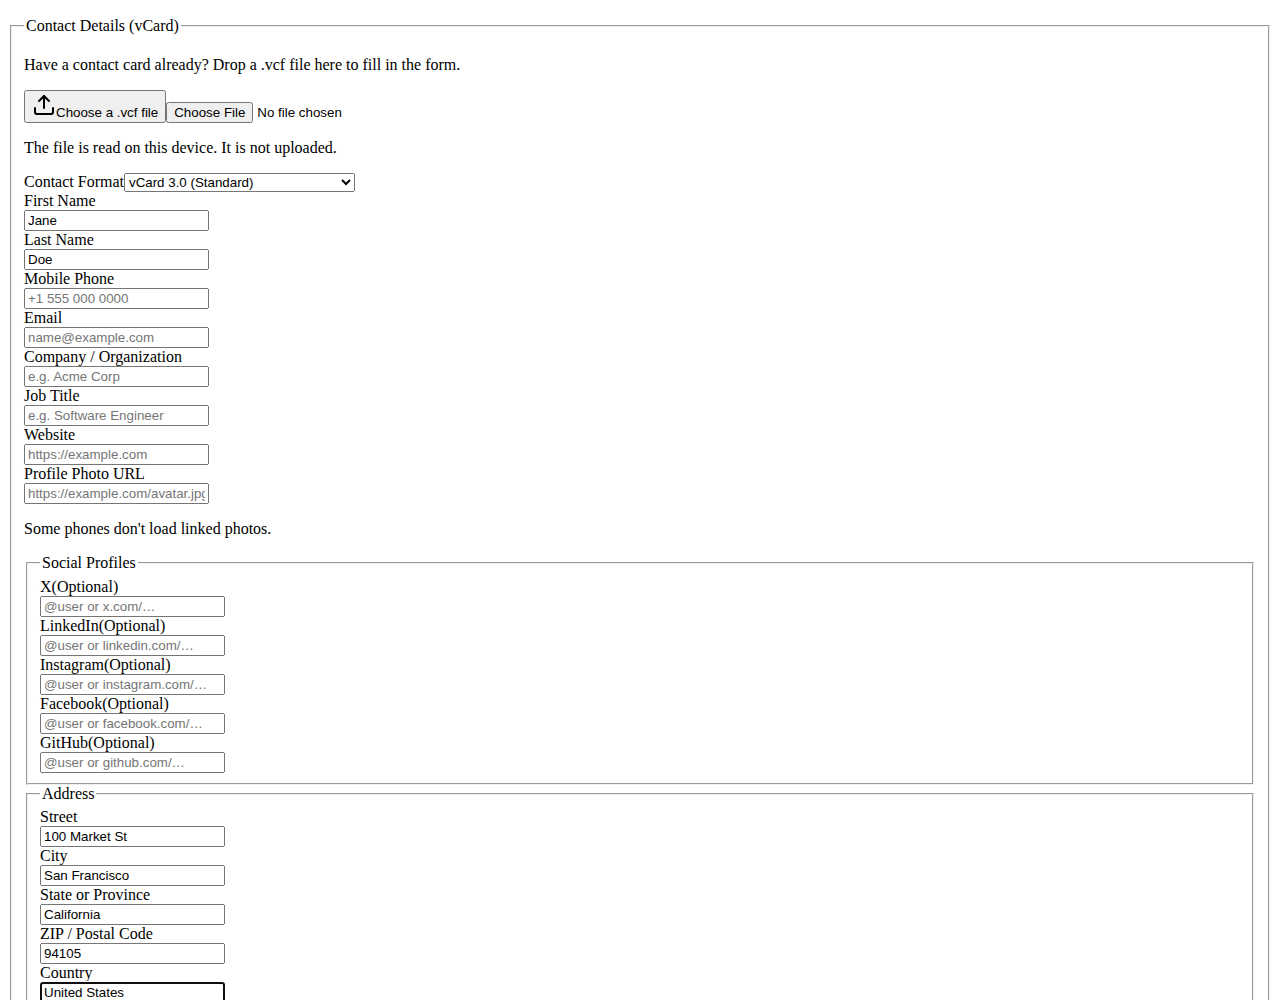 Contact Details (vCard)
Have a contact card already? Drop a .vcf file here to fill in the form.
Choose a .vcf file Choose File No file chosen
The file is read on this device. It is not uploaded.
Contact Format vCard 3.0 (Standard)
First Name
Jane
Last Name
Doe
Mobile Phone
+1 555 000 0000
Email
name@example.com
Company / Organization
e.g. Acme Corp
Job Title
e.g. Software Engineer
Website
https://example.com
Profile Photo URL
https://example.com/avatar.jpg
Some phones don't load linked photos.
Social Profiles
X(Optional)
@user or x.com/…
LinkedIn(Optional)
@user or linkedin.com/…
Instagram(Optional)
@user or instagram.com/…
Facebook(Optional)
@user or facebook.com/…
GitHub(Optional)
@user or github.com/…
Address
Street
100 Market St
City
San Francisco
State or Province
California
ZIP / Postal Code
94105
Country
United States